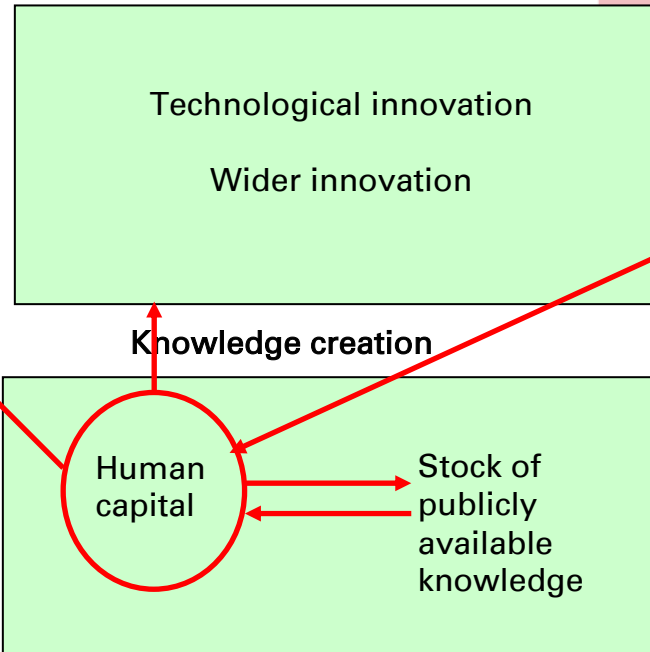 Technological innovation
Wider innovation
Knowledge creation
Human
capital
Stock of
publicly
available
knowledge